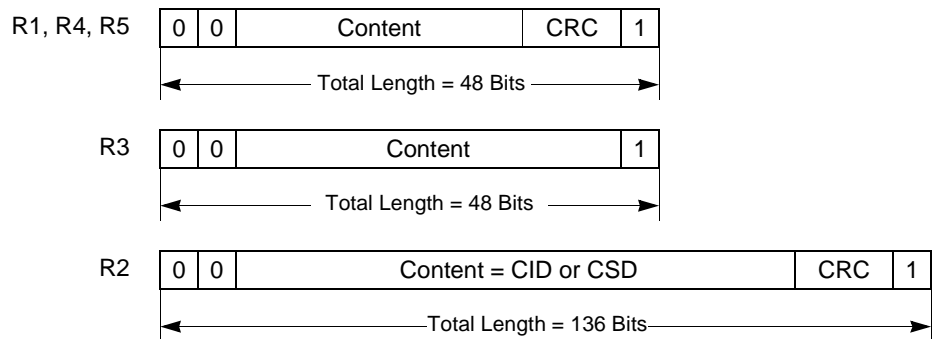 R1, R4, R5 0 0 Content CRC 1
Total Length = 48 Bits
R3 0 0 Content 1
Total Length = 48 Bits
R2 0 0 Content = CID or CSD CRC 1
Total Length = 136 Bits